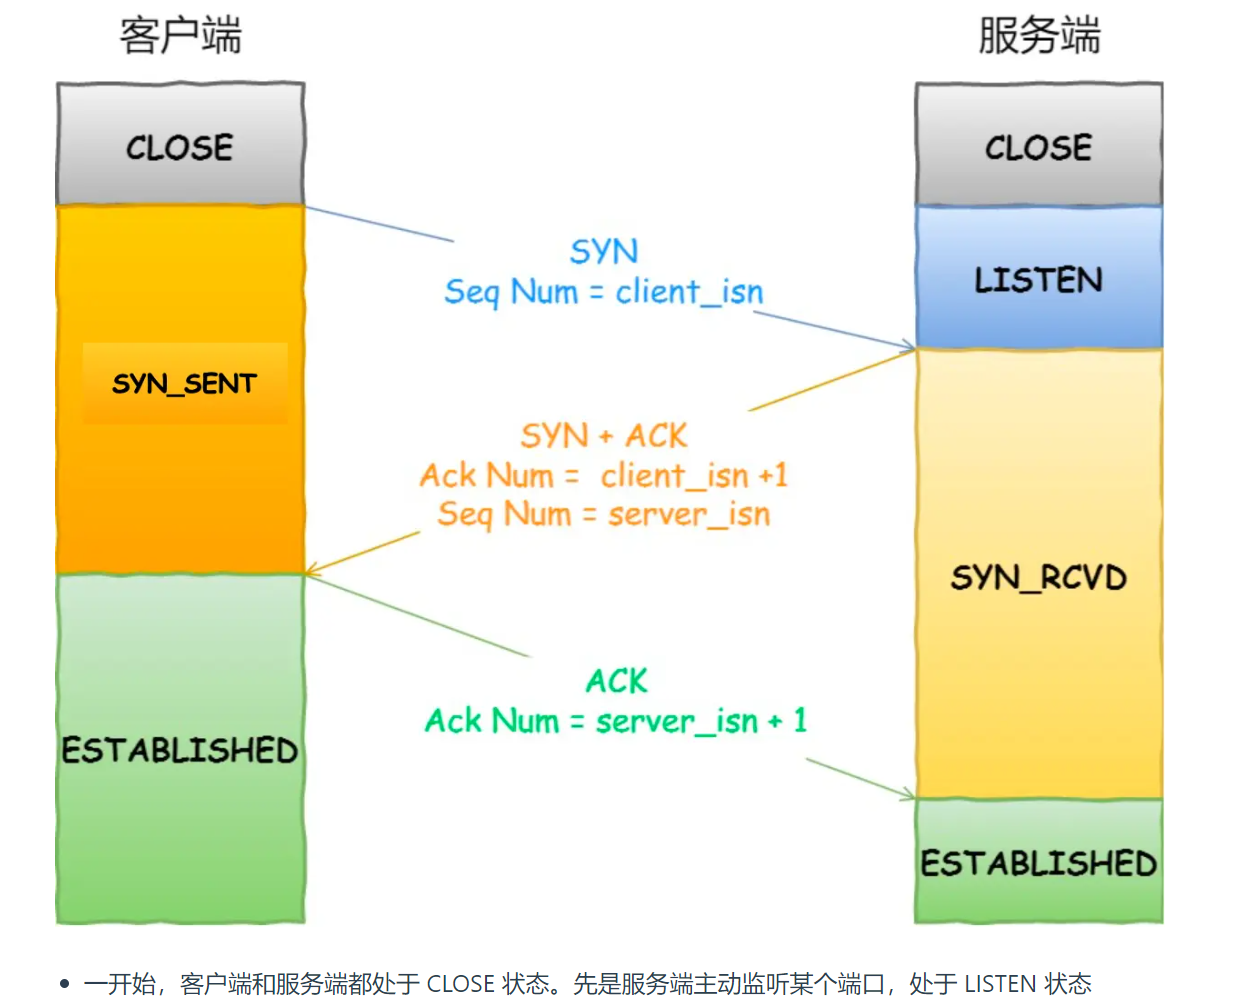 客户端
服务端
CLOSE
CLOSE
SYN
Seq Num = client_isn
LISTEN
SYN_SENT
SYN + ACK
Ack Num = client_isn +1
Seq Num = server_isn
SYN_RCVD
ACK
Ack Num = server_isn + 1
ESTABLISHED
ESTABLISHED
• 一开始，客户端和服务端都处于 CLOSE 状态。先是服务端主动监听某个端口，处于 LISTEN 状态